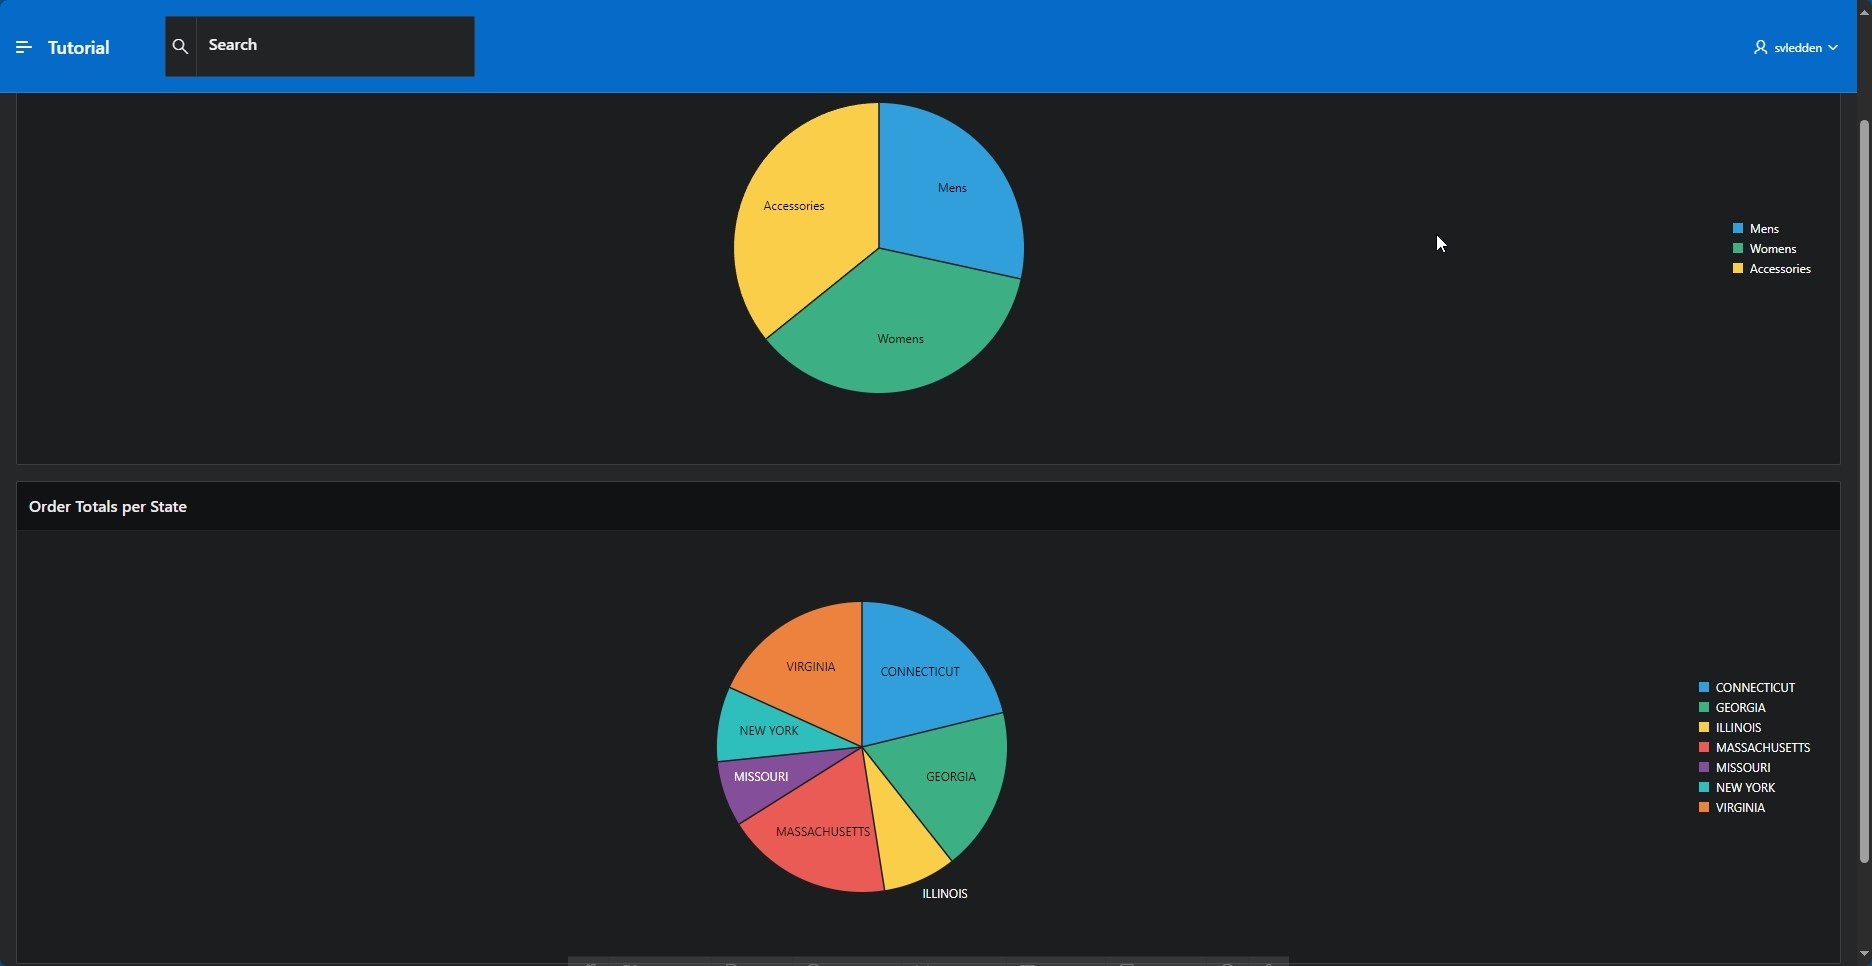 Tutorial
Search
svledden
Mens
Accessories
Womens
Mens
Womens
Accessories
Order Totals per State
VIRGINIA
CONNECTICUT
NEW YORK
MISSOURI
GEORGIA
MASSACHUSETTS
ILLINOIS
CONNECTICUT
GEORGIA
ILLINOIS
MASSACHUSETTS
MISSOURI
NEW YORK
VIRGINIA